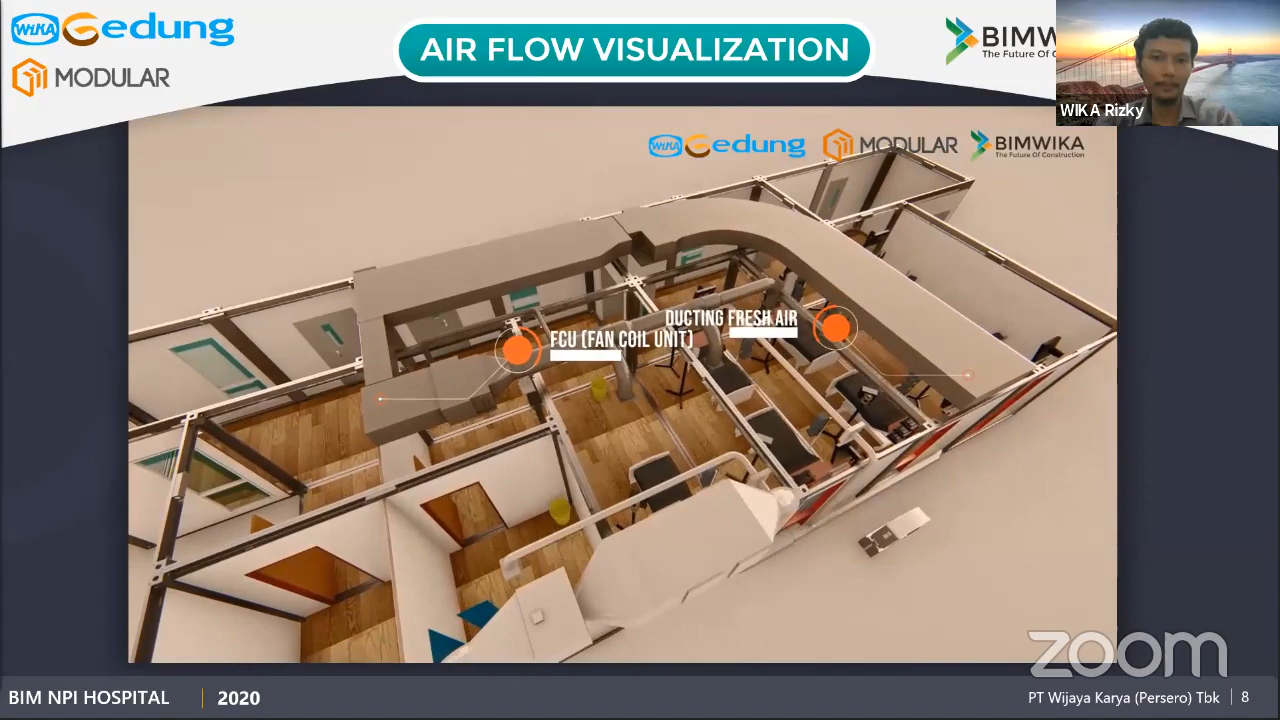 WIKA Gedung
MODULAR
AIR FLOW VISUALIZATION
BIMW
The Future Of C
WIKA Rizky
WIKA Gedung
MODULAR
BIMWIKA
The Future Of Construction
DUCTING FRESH AIR
FCU (FAN COIL UNIT)
zoom
BIM NPI HOSPITAL
2020
PT Wijaya Karya (Persero) Tbk
8